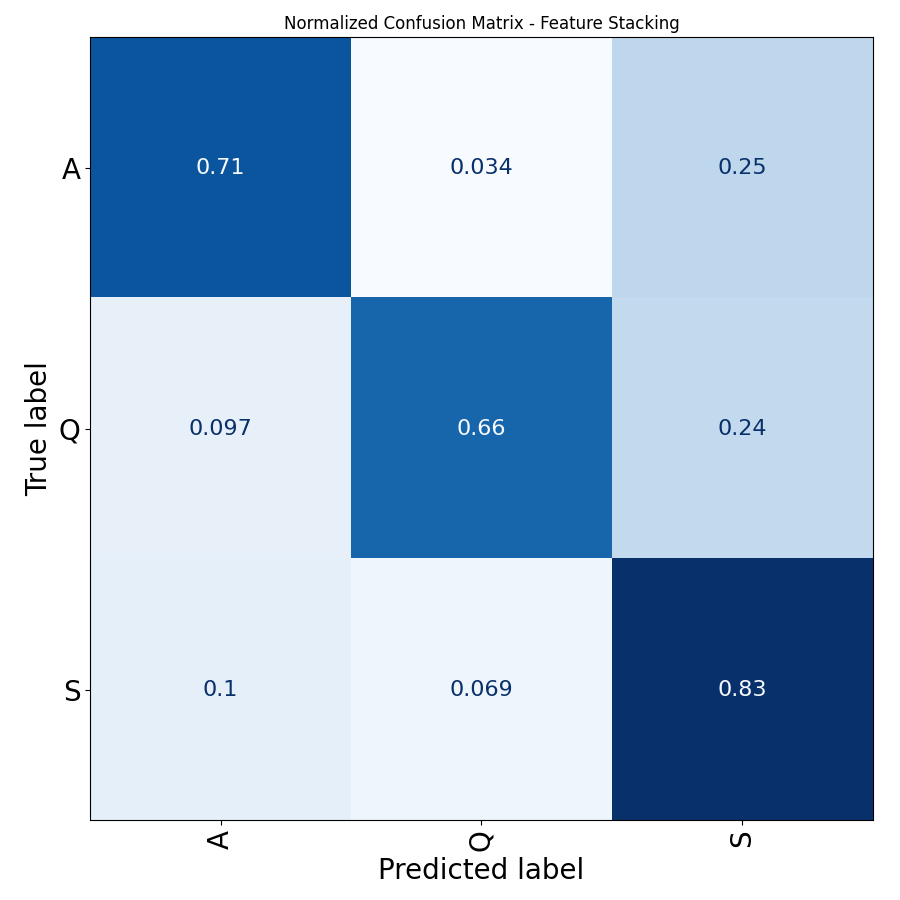 Normalized Confusion Matrix - Feature Stacking
True label
A
0.71
0.034
0.25
Q
0.097
0.66
0.24
S
0.1
0.069
0.83
A
Q
S
Predicted label